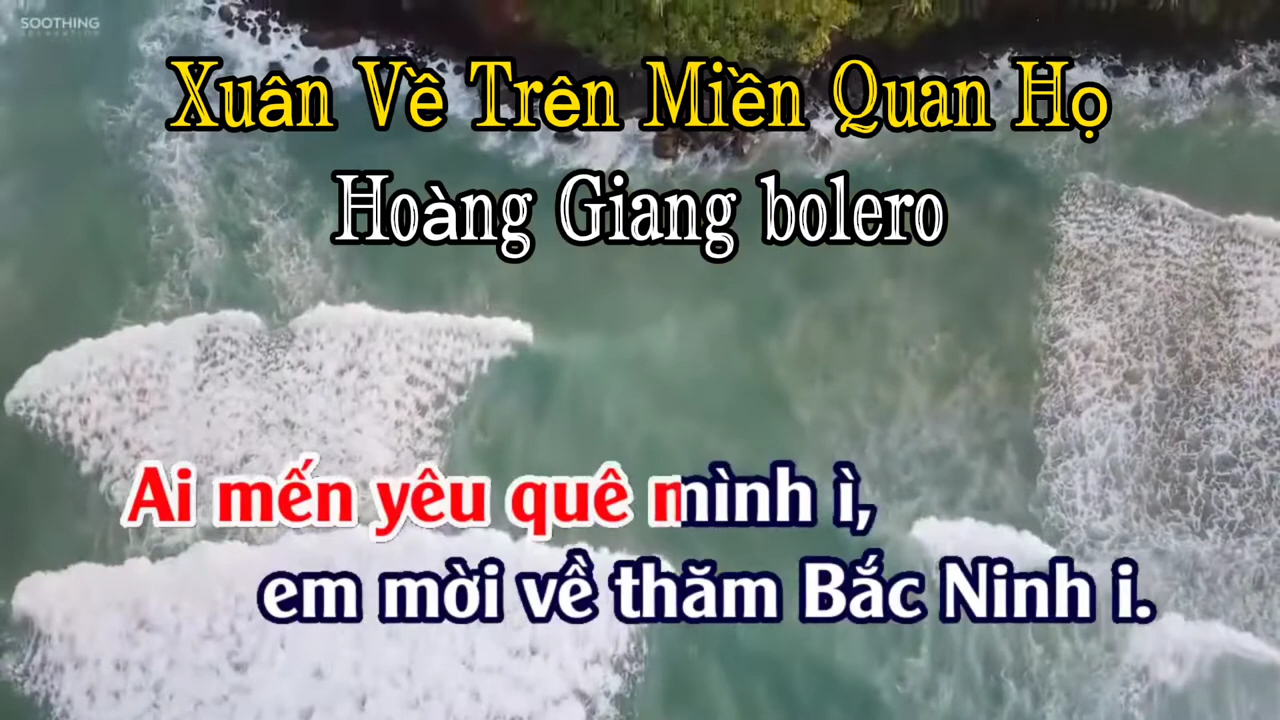 SOOTHING
RELAXATION
Xuân Về Trên Miền Quan Họ
Hoàng Giang bolero
Ai mến yêu quê mình ì,
em mời về thăm Bắc Ninh i.